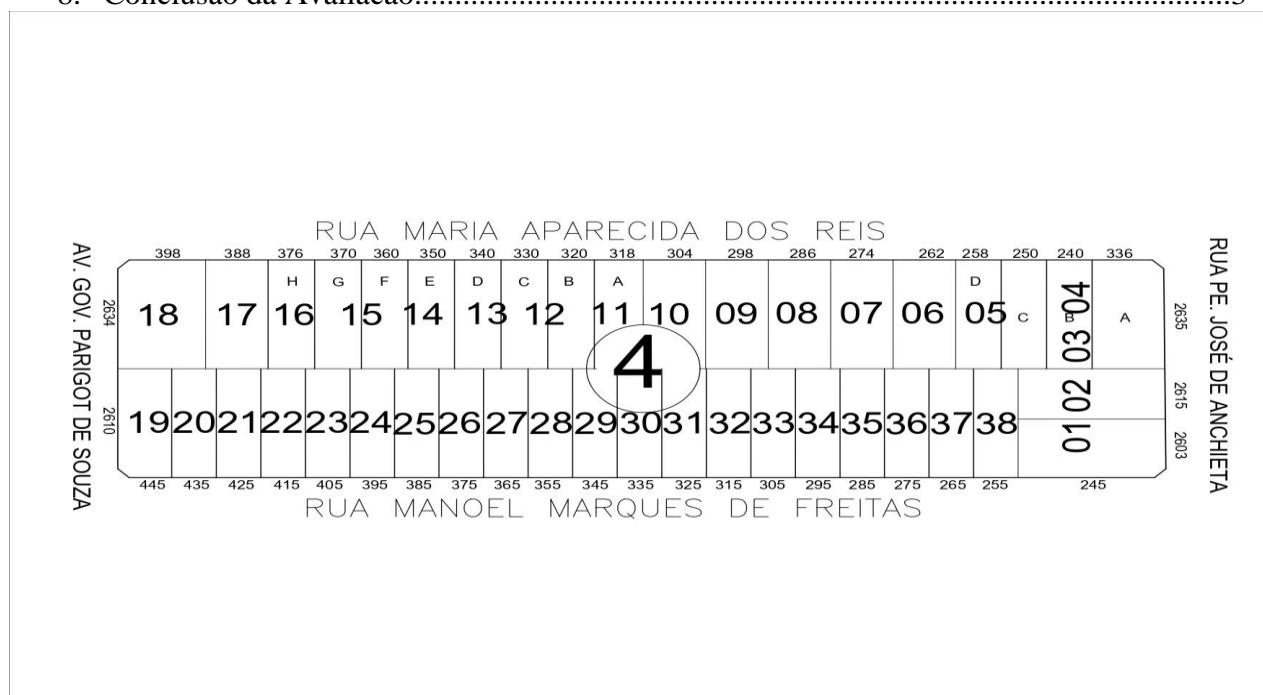 8. Conclusão da Avaliação..........................................................................................................5
RUA MARIA APARECIDA DOS REIS
398 388 376 370 360 350 340 330 320 318 304 298 286 274 262 258 250 240 336
H G F E D C B A D
18 17 16 15 14 13 12 11 10 09 08 07 06 05 C B A
03 04
2634
2635
AV. GOV. PARIGOT DE SOUZA
RUA PE. JOSÉ DE ANCHIETA
4
2610
2615
2603
19 20 21 22 23 24 25 26 27 28 29 30 31 32 33 34 35 36 37 38
01 02
445 435 425 415 405 395 385 375 365 355 345 335 325 315 305 295 285 275 265 255 245
RUA MANOEL MARQUES DE FREITAS